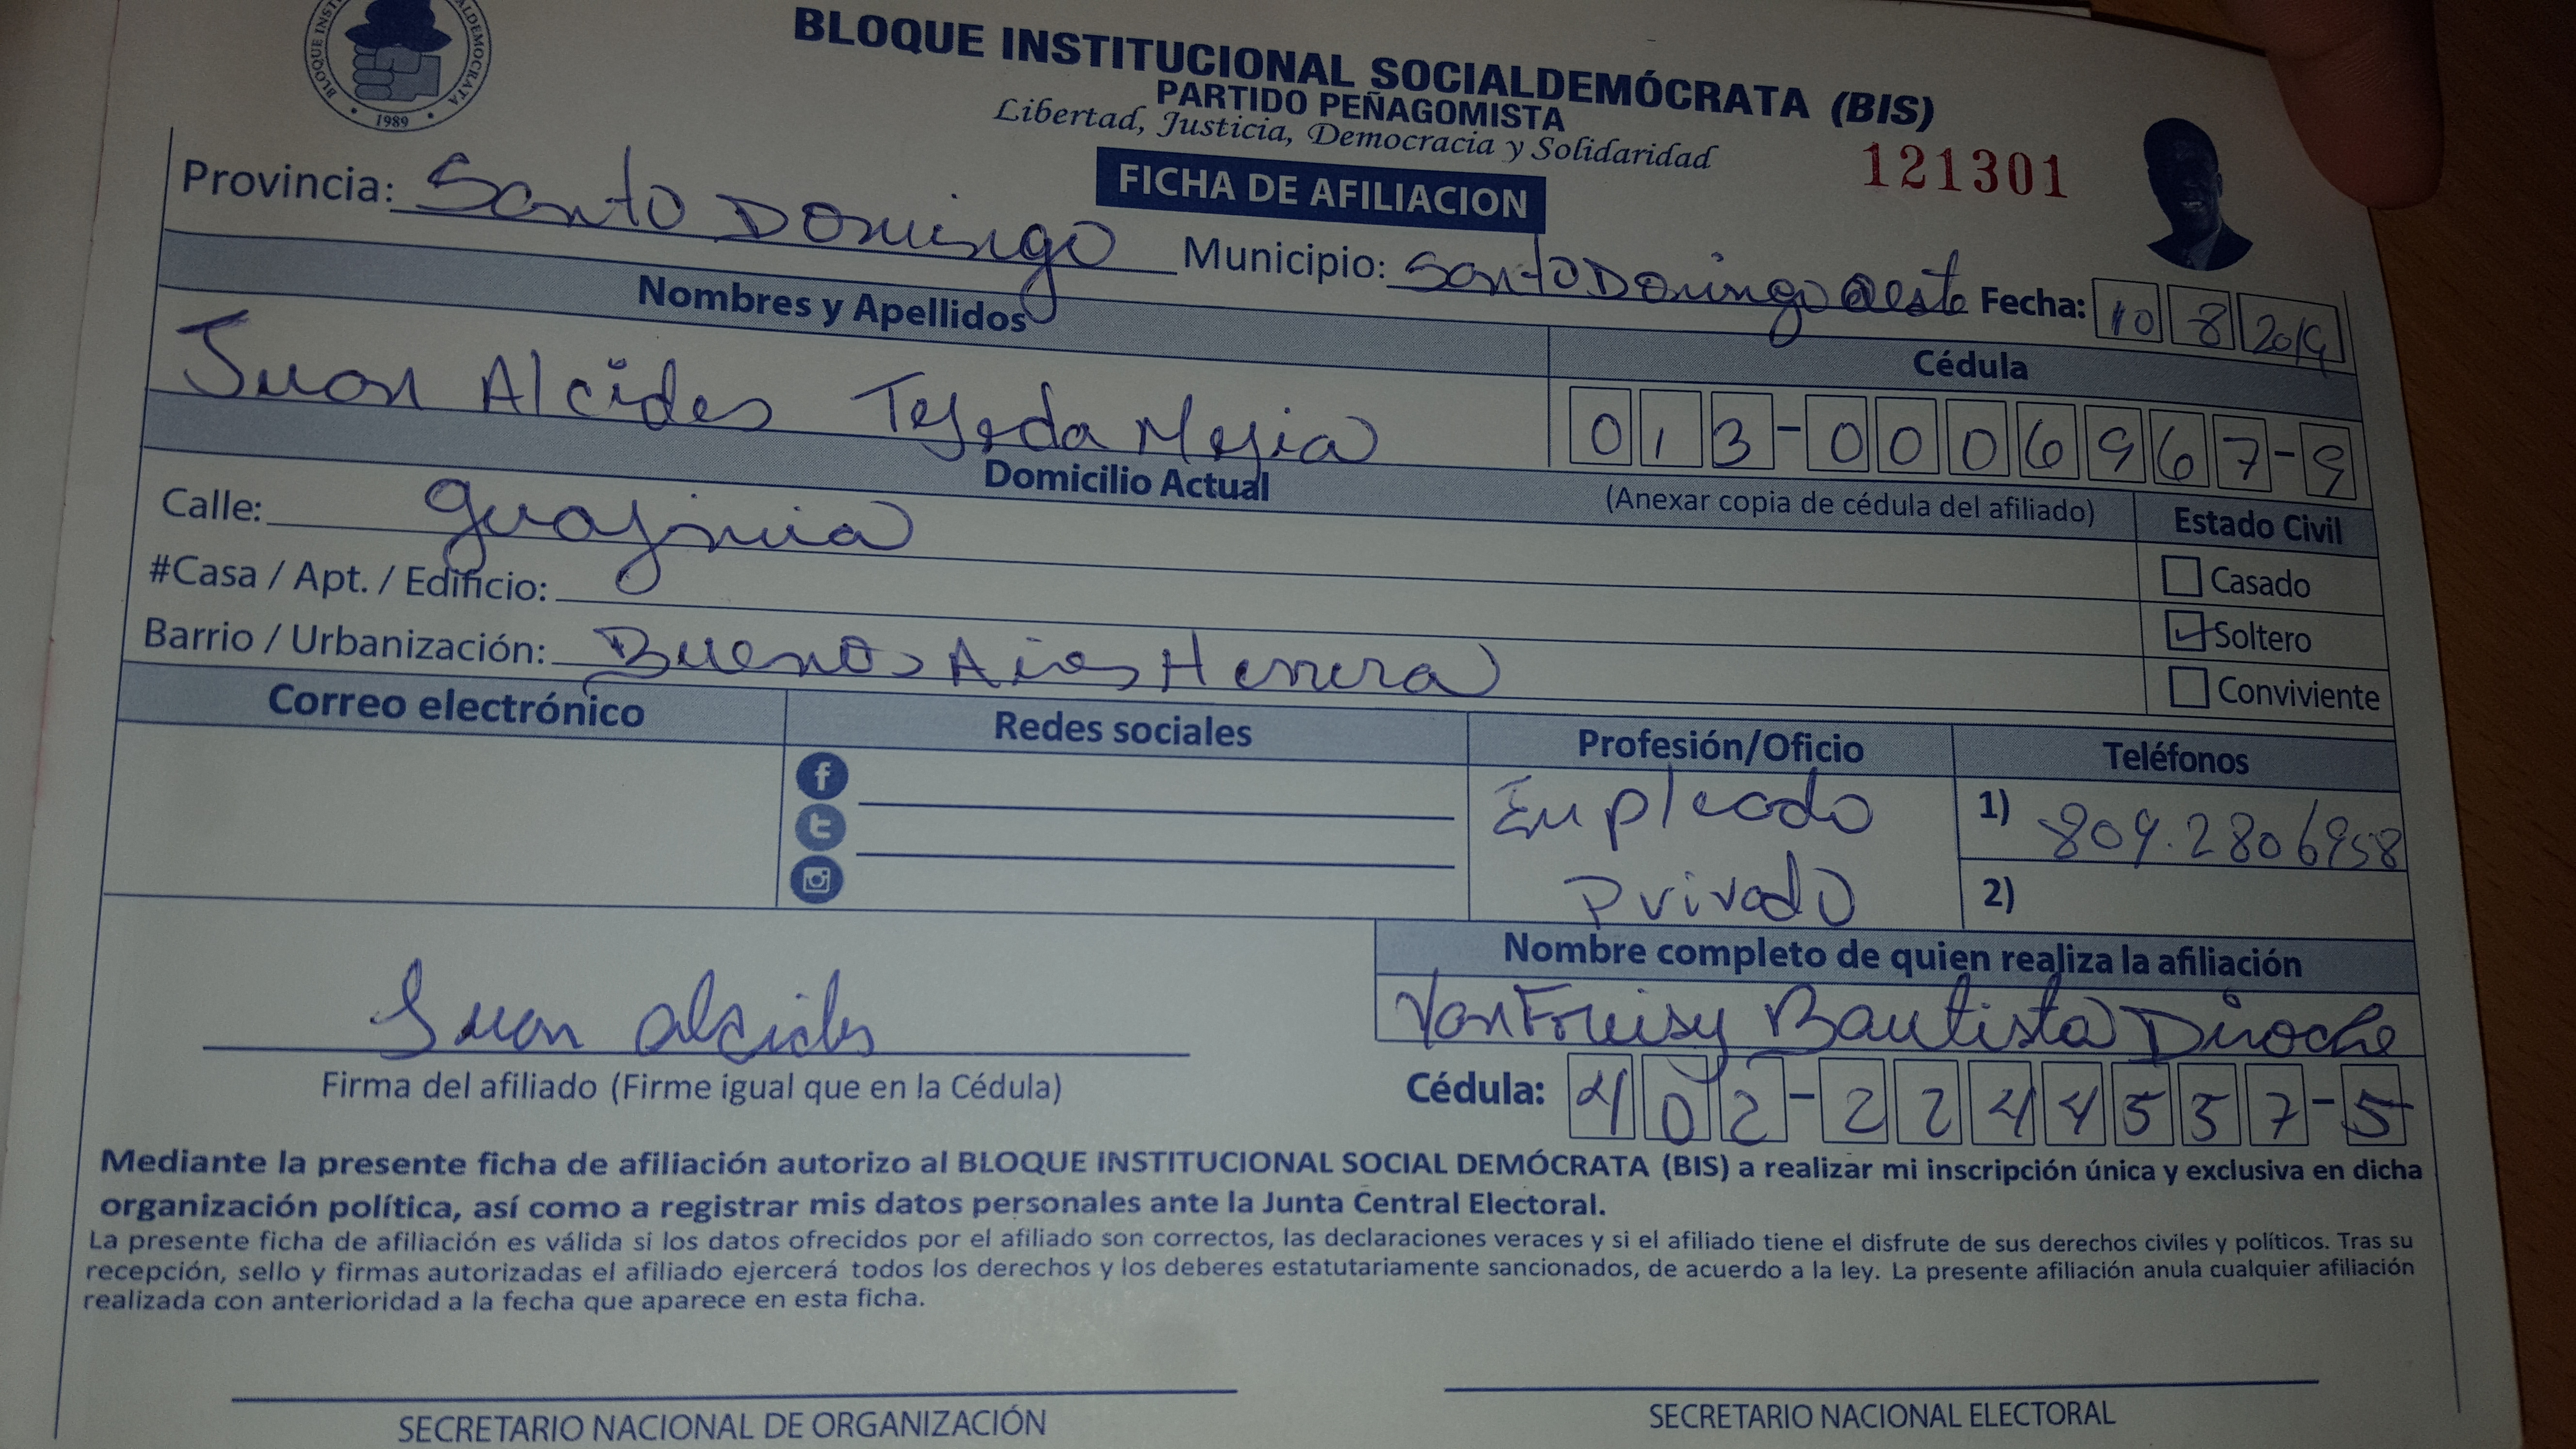 BLOQUE INSTITUCIONAL SOCIALDEMÓCRATA (BIS)
PARTIDO PEÑAGOMISTA
Libertad, Justicia, Democracia y Solidaridad
1989
121301
FICHA DE AFILIACION
Provincia: Santo Domingo Municipio: Santo Domingo Oeste Fecha: 10 8 2019
Nombres y Apellidos Cédula
Juan Alcides Tejeda Mejia 013-0006967-9
Domicilio Actual (Anexar copia de cédula del afiliado) Estado Civil
Calle:
Casado
#Casa / Apt. / Edificio:
Soltero
Barrio / Urbanización: Buenos Aires Herrera
Conviviente
Correo electrónico Redes sociales Profesión/Oficio Teléfonos
Empleado Privado
1) 809.2806958
2)
Nombre completo de quien realiza la afiliación
Bautista
Juan alcides
Firma del afiliado (Firme igual que en la Cédula)
Cédula: 402-2244557-5
Mediante la presente ficha de afiliación autorizo al BLOQUE INSTITUCIONAL SOCIAL DEMÓCRATA (BIS) a realizar mi inscripción única y exclusiva en dicha
organización política, así como a registrar mis datos personales ante la Junta Central Electoral.
La presente ficha de afiliación es válida si los datos ofrecidos por el afiliado son correctos, las declaraciones veraces y si el afiliado tiene el disfrute de sus derechos civiles y políticos. Tras su
recepción, sello y firmas autorizadas el afiliado ejercerá todos los derechos y los deberes estatutariamente sancionados, de acuerdo a la ley. La presente afiliación anula cualquier afiliación
realizada con anterioridad a la fecha que aparece en esta ficha.
SECRETARIO NACIONAL DE ORGANIZACIÓN
SECRETARIO NACIONAL ELECTORAL